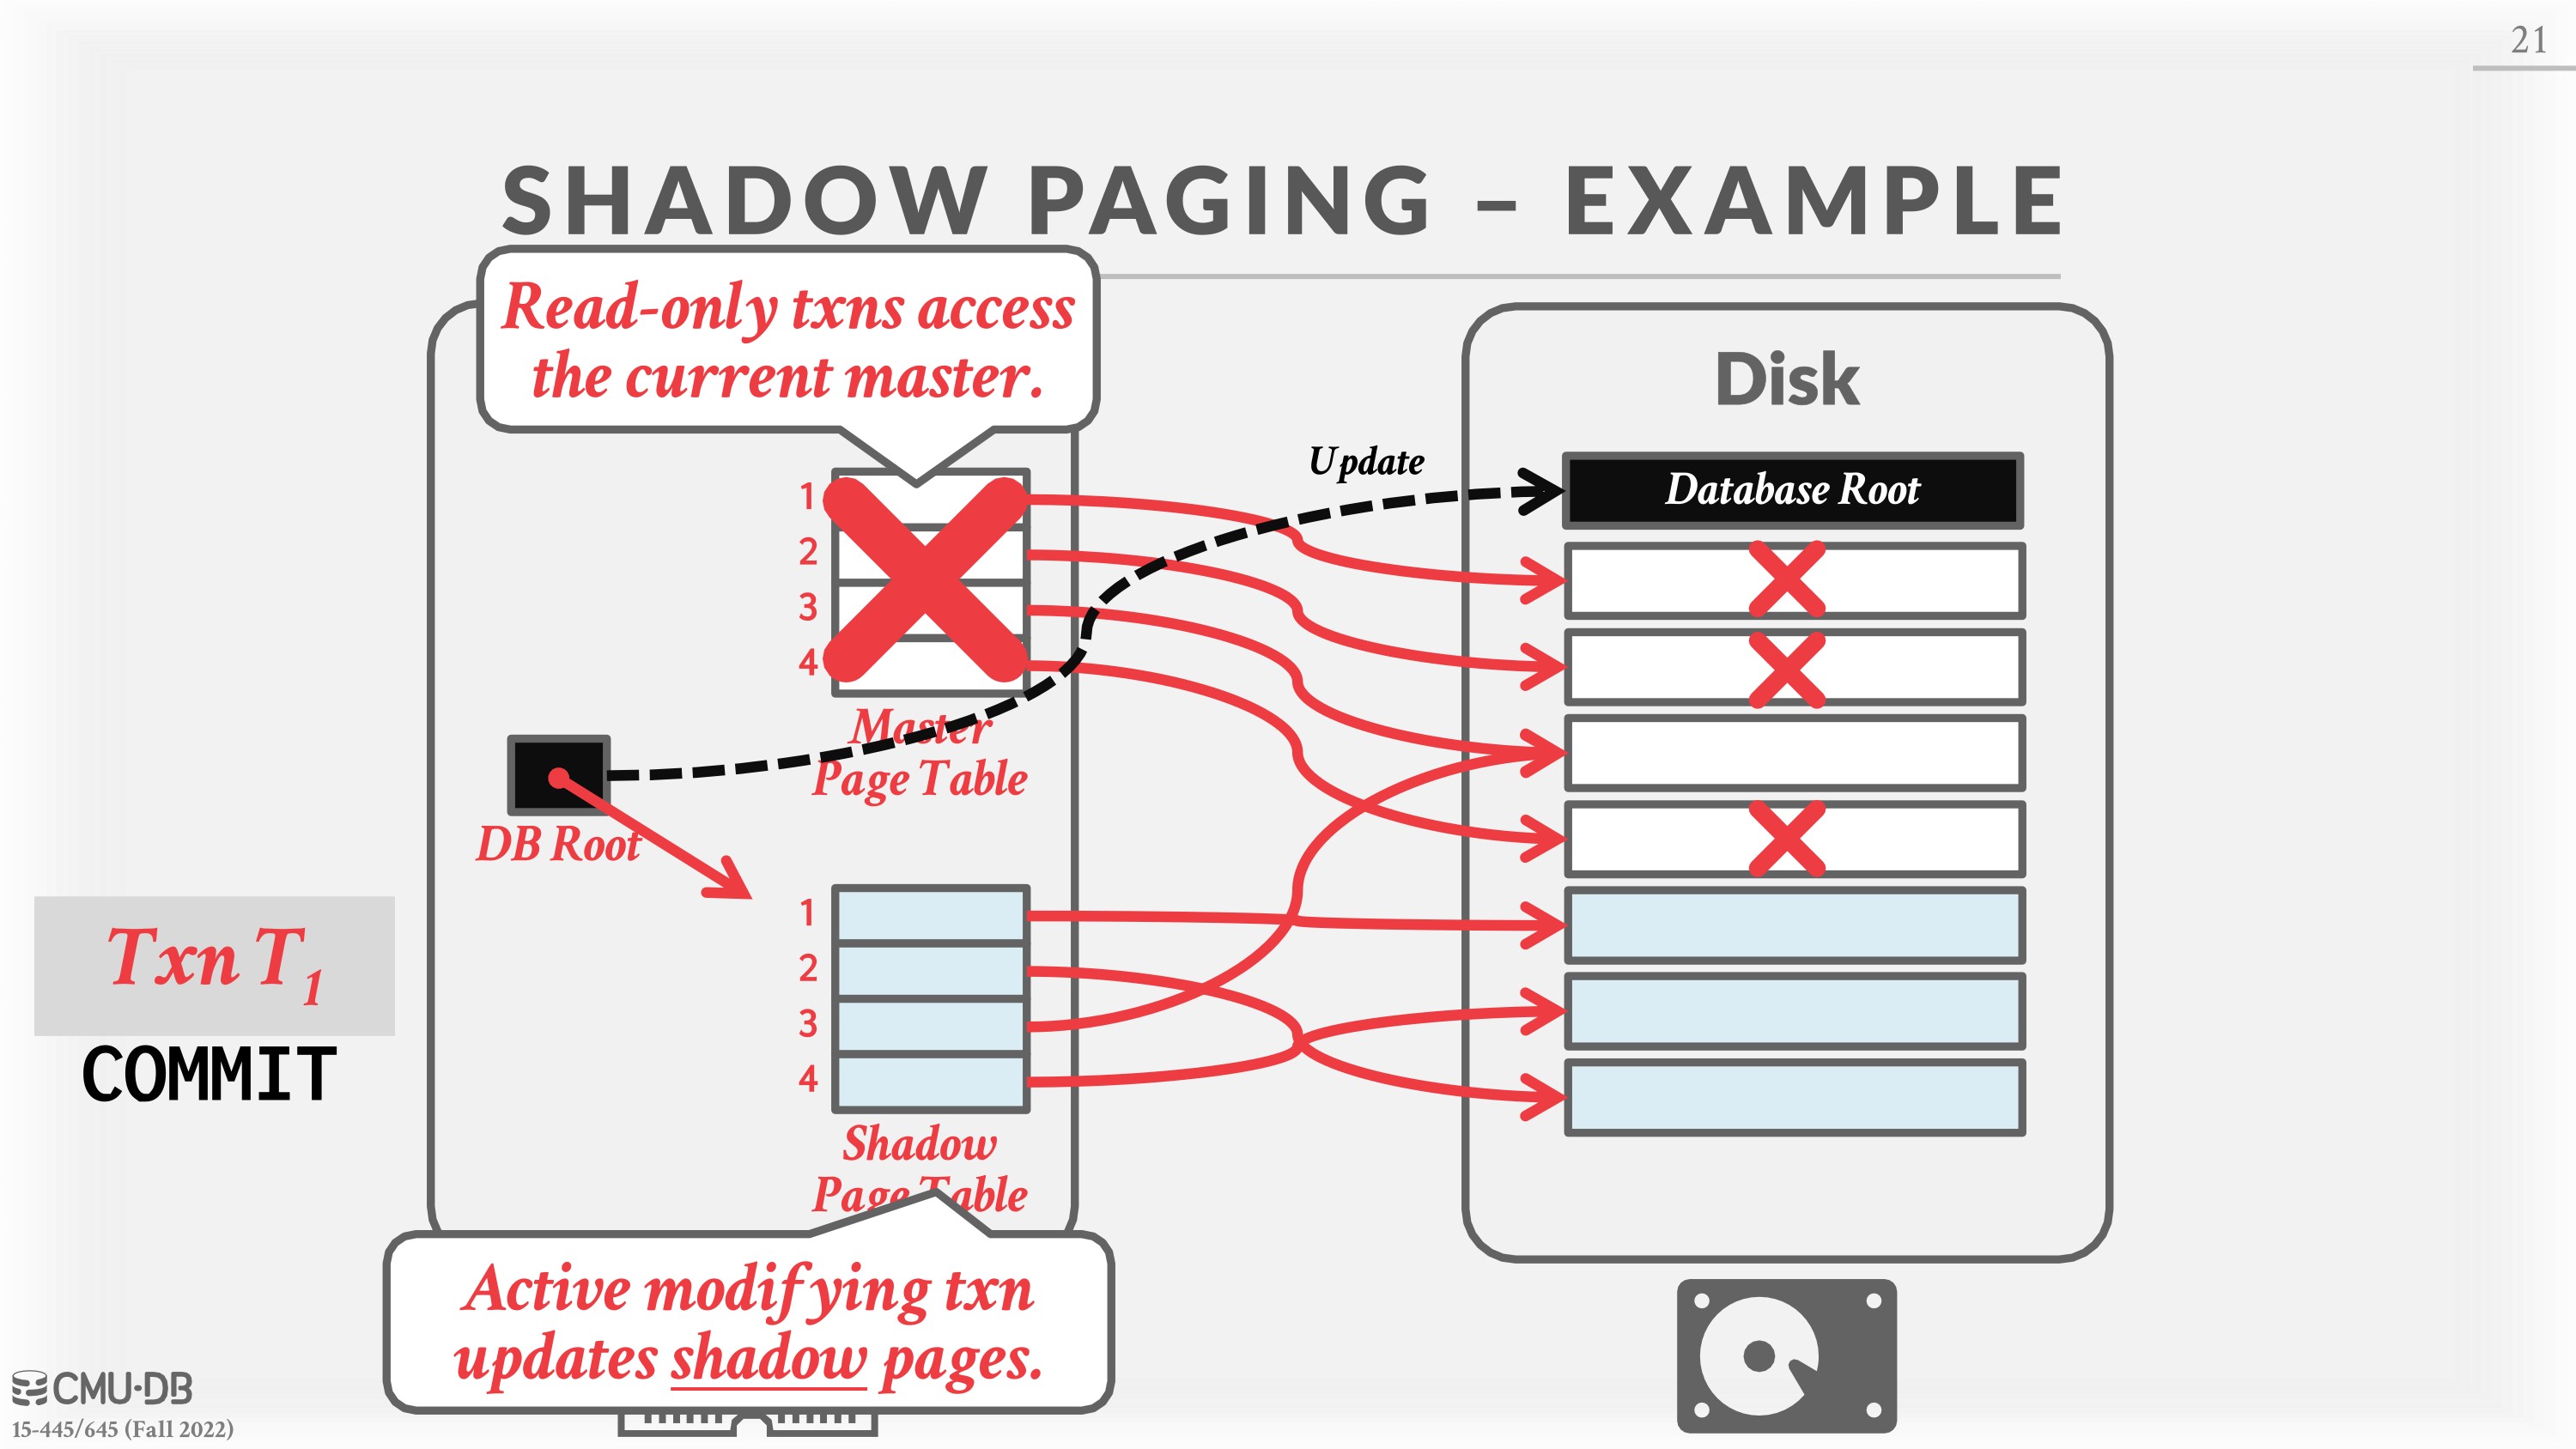 21
SHADOW PAGING – EXAMPLE
Read-only txns access
the current master.
Disk
Update
Database Root
1
2
3
4
Master
Page Table
DB Root
Txn T1
COMMIT
1
2
3
4
Shadow
Page Table
Active modifying txn
updates shadow pages.
CMU·DB
15-445/645 (Fall 2022)